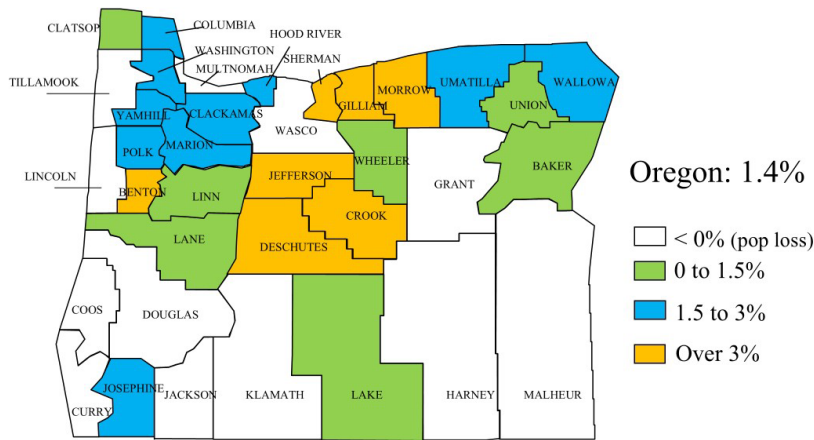 CLATSOP
COLUMBIA
WASHINGTON
MULTNOMAH
HOOD RIVER
SHERMAN
TILLAMOOK
YAMHILL
CLACKAMAS
GILLIAM
MORROW
UMATILLA
WALLOWA
UNION
WASCO
POLK
MARION
WHEELER
BAKER
LINCOLN
BENTON
LINN
JEFFERSON
GRANT
CROOK
LANE
DESCHUTES
COOS
DOUGLAS
JOSEPHINE
JACKSON
KLAMATH
LAKE
HARNEY
MALHEUR
CURRY
Oregon: 1.4%
< 0% (pop loss)
0 to 1.5%
1.5 to 3%
Over 3%